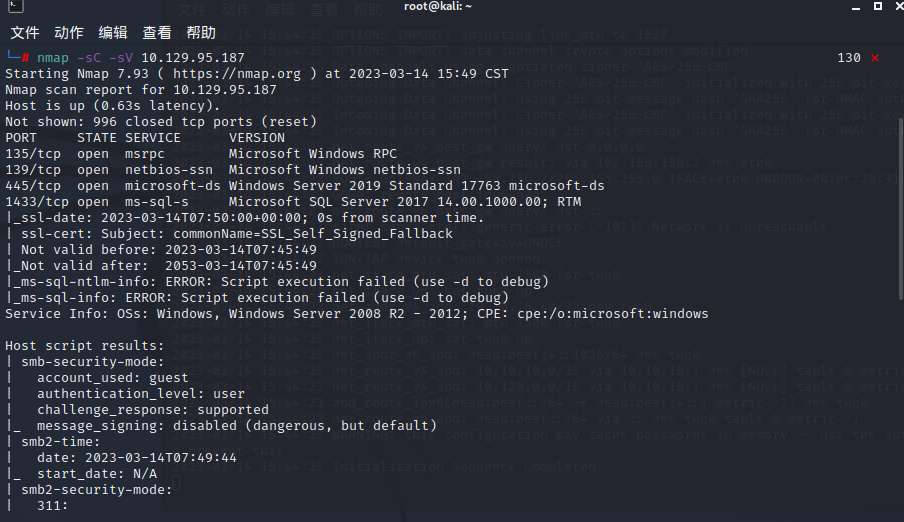 root@kali: ~
文件 动作 编辑 查看 帮助
└─# nmap -sC -sV 10.129.95.187 130 ×
Starting Nmap 7.93 ( https://nmap.org ) at 2023-03-14 15:49 CST
Nmap scan report for 10.129.95.187
Host is up (0.63s latency).
Not shown: 996 closed tcp ports (reset)
PORT STATE SERVICE VERSION
135/tcp open msrpc Microsoft Windows RPC
139/tcp open netbios-ssn Microsoft Windows netbios-ssn
445/tcp open microsoft-ds Windows Server 2019 Standard 17763 microsoft-ds
1433/tcp open ms-sql-s Microsoft SQL Server 2017 14.00.1000.00; RTM
|_ssl-date: 2023-03-14T07:50:00+00:00; 0s from scanner time.
| ssl-cert: Subject: commonName=SSL_Self_Signed_Fallback
| Not valid before: 2023-03-14T07:45:49
|_Not valid after: 2053-03-14T07:45:49
|_ms-sql-ntlm-info: ERROR: Script execution failed (use -d to debug)
|_ms-sql-info: ERROR: Script execution failed (use -d to debug)
Service Info: OSs: Windows, Windows Server 2008 R2 - 2012; CPE: cpe:/o:microsoft:windows
Host script results:
| smb-security-mode:
| account_used: guest
| authentication_level: user
| challenge_response: supported
|_ message_signing: disabled (dangerous, but default)
| smb2-time:
| date: 2023-03-14T07:49:44
|_ start_date: N/A
| smb2-security-mode:
| 311: